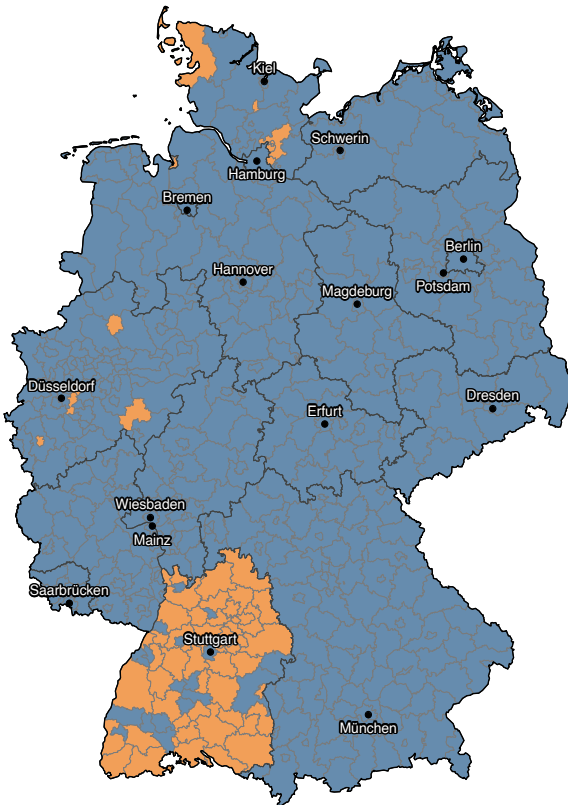 Kiel
Schwerin
Hamburg
Bremen
Berlin
Hannover
Potsdam
Magdeburg
Düsseldorf
Dresden
Erfurt
Wiesbaden
Mainz
Saarbrücken
Stuttgart
München